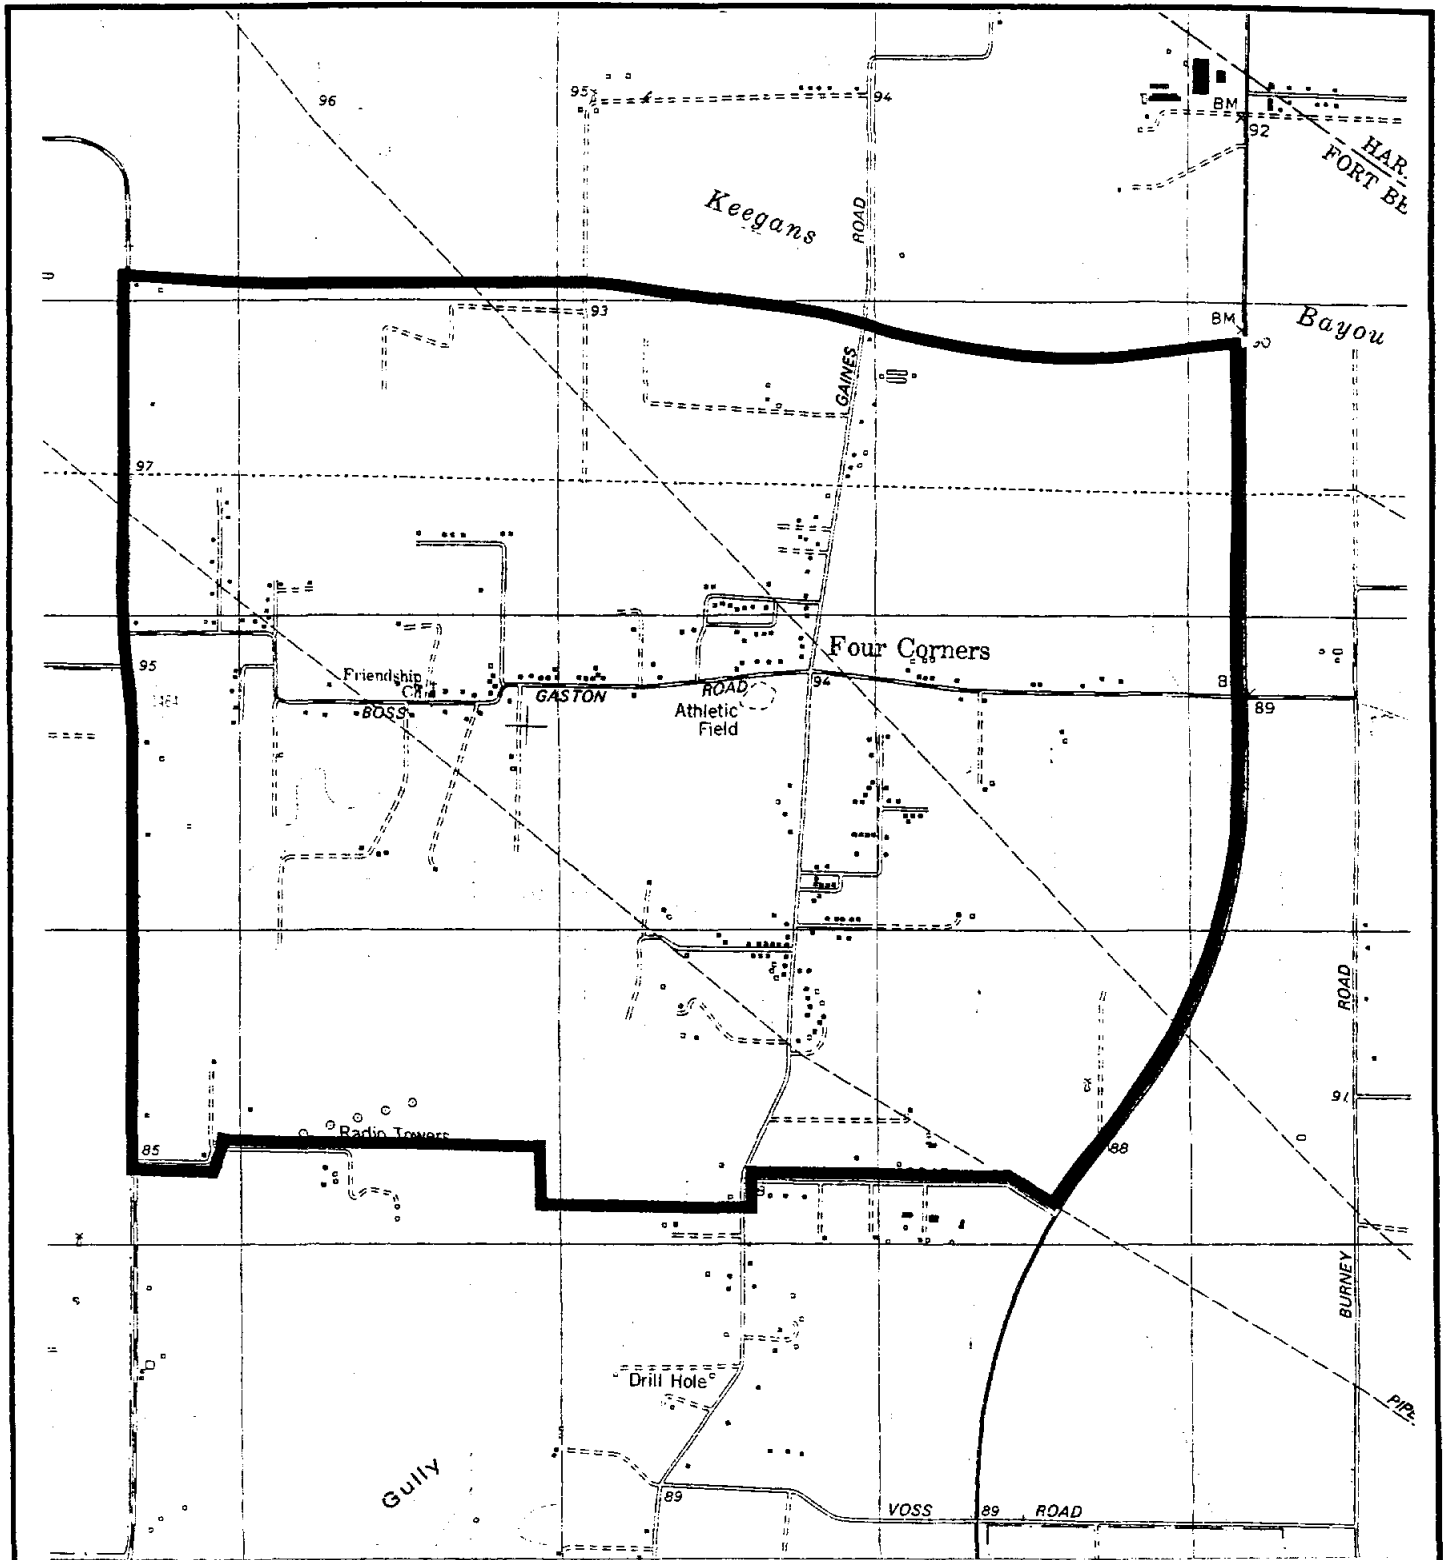 96
95
94
BM
92
HAR.
FORT BE
Keegans
ROAD
Bayou
BM
93
GAINES
97
Four Corners
95
Friendship
BOSS
GASTON
ROAD
94
89
Athletic
Field
ROAD
91
Radio Towers
85
88
BURNEY
Drill Hole
PIPE
Gully
89
VOSS
89
ROAD